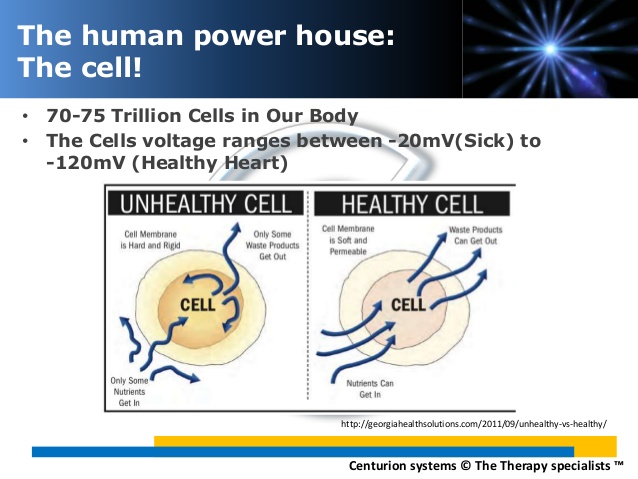 The human power house:
The cell!
• 70-75 Trillion Cells in Our Body
• The Cells voltage ranges between -20mV(Sick) to
-120mV (Healthy Heart)
UNHEALTHY CELL
Cell Membrane
is Hard and Rigid
Only Some
Waste Products
Get Out
CELL
Only Some
Nutrients
Get In
HEALTHY CELL
Cell Membrane
is Soft and
Permeable
Waste Products
Can Get Out
CELL
Nutrients Can
Get In
http://georgiahealthsolutions.com/2011/09/unhealthy-vs-healthy/
Centurion systems © The Therapy specialists ™